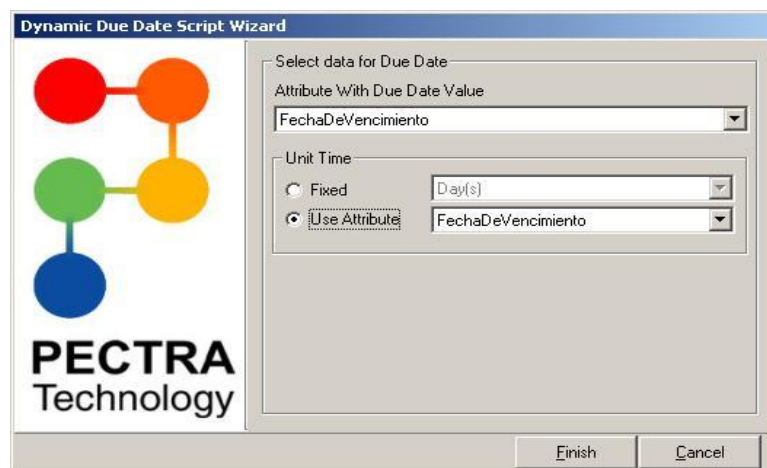 Dynamic Due Date Script Wizard
Select data for Due Date
Attribute With Due Date Value
FechaDeVencimiento
Unit Time
Fixed
Day(s)
Use Attribute
FechaDeVencimiento
PECTRA
Technology
Finish
Cancel